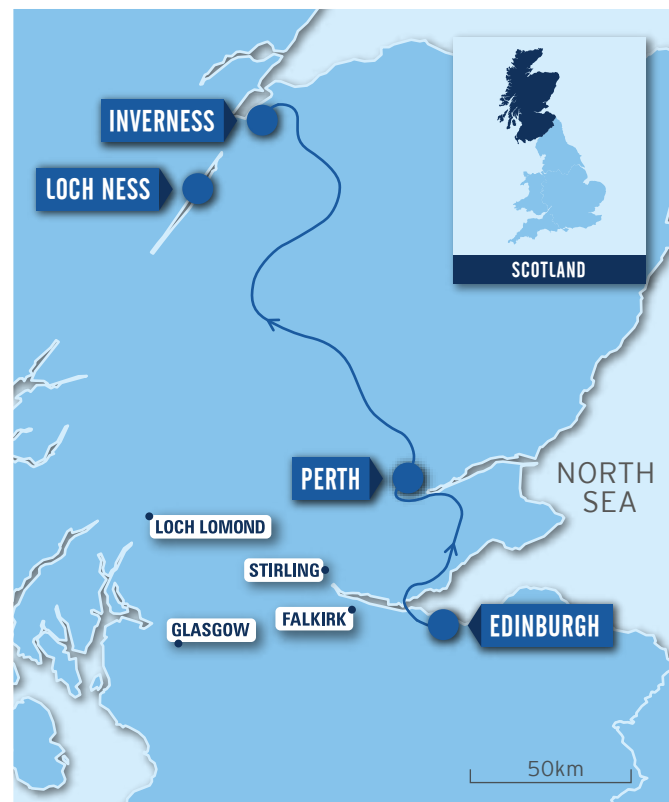 INVERNESS
LOCH NESS
SCOTLAND
PERTH
NORTH
SEA
LOCH LOMOND
STIRLING
FALKIRK
GLASGOW
EDINBURGH
50km